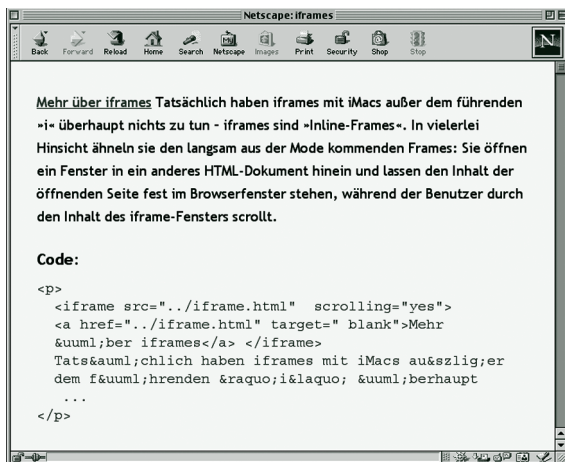 Netscape: iframes
Back Forward Reload Home Search Netscape Images Print Security Shop Stop
N
Mehr über iframes Tatsächlich haben iframes mit iMacs außer dem führenden
»i« überhaupt nichts zu tun – iframes sind »Inline-Frames«. In vielerlei
Hinsicht ähneln sie den langsam aus der Mode kommenden Frames: Sie öffnen
ein Fenster in ein anderes HTML-Dokument hinein und lassen den Inhalt der
öffnenden Seite fest im Browserfenster stehen, während der Benutzer durch
den Inhalt des iframe-Fensters scrollt.
Code:
<p>
<iframe src="../iframe.html" scrolling="yes">
<a href="../iframe.html" target=" blank">Mehr
&uuml;ber iframes</a> </iframe>
Tats&auml;chlich haben iframes mit iMacs au&szlig;er
dem f&uuml;hrenden &raquo;i&laquo; &uuml;berhaupt
...
</p>